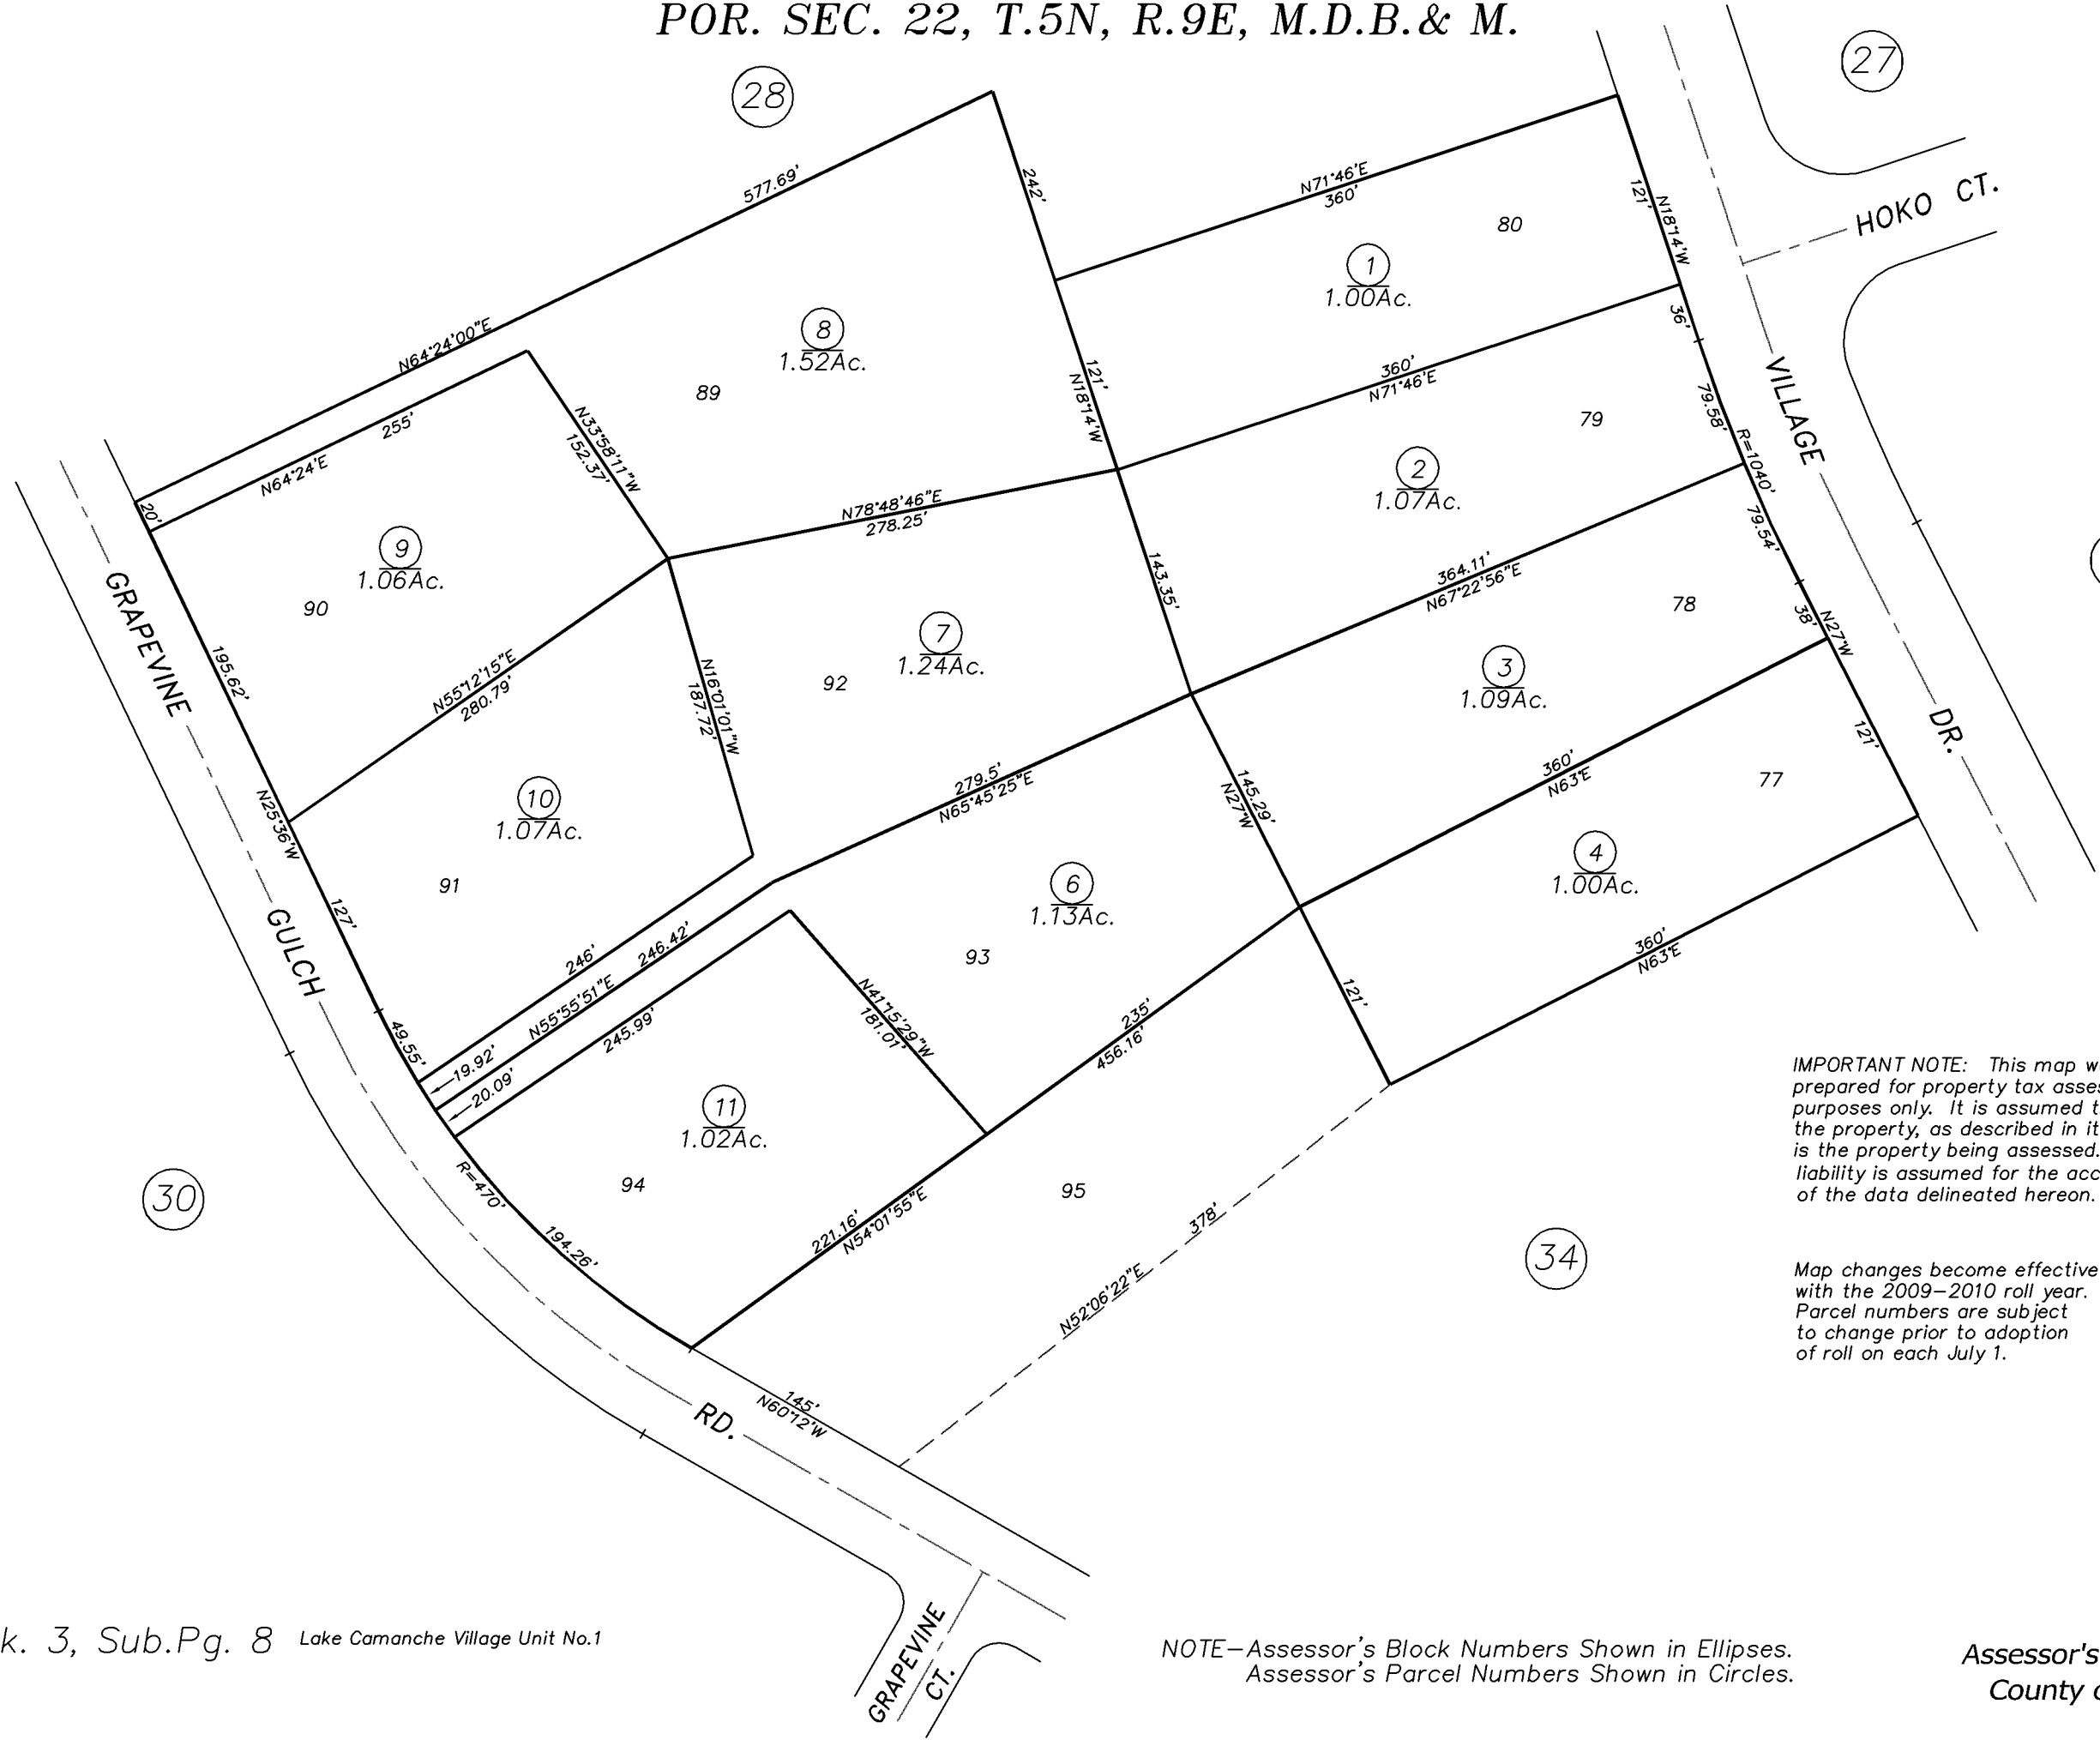 POR. SEC. 22, T.5N, R.9E, M.D.B.& M.
28
27
577.69'
N64°24'00"E
242'
N71°46'E
360'
80
1
1.00Ac.
121'
N18°14'W
HOKO CT.
8
1.52Ac.
89
121'
N18°14'W
360'
N71°46'E
36'
79.58'
R=1040'
79.54'
VILLAGE
DR.
79
2
1.07Ac.
255'
N64°24'E
20'
N33°58'11"W
152.37'
9
1.06Ac.
90
N78°48'46"E
278.25'
143.35'
364.11'
N67°22'56"E
78
38'
N27°W
3
1.09Ac.
GRAPEVINE
GULCH
RD.
195.62'
N25°36'W
127'
N55°12'15"E
280.79'
7
1.24Ac.
92
N16°01'01"W
187.72'
10
1.07Ac.
91
279.5'
N65°45'25"E
145.29'
N27°W
360'
N63°E
77
121'
4
1.00Ac.
6
1.13Ac.
93
246'
246.42'
N55°55'51"E
245.99'
49.55'
19.92'
20.09'
N41°15'29"W
181.01'
235'
456.16'
121'
360'
N63°E
11
1.02Ac.
94
R=470'
194.26'
221.16'
N54°01'55"E
95
378'
N52°06'22"E
30
34
145'
N60°12'W
IMPORTANT NOTE: This map w
prepared for property tax asses
purposes only. It is assumed t
the property, as described in it
is the property being assessed.
liability is assumed for the acc
of the data delineated hereon.
Map changes become effective
with the 2009-2010 roll year.
Parcel numbers are subject
to change prior to adoption
of roll on each July 1.
GRAPEVINE
CT.
k. 3, Sub.Pg. 8 Lake Camanche Village Unit No.1
NOTE-Assessor's Block Numbers Shown in Ellipses.
Assessor's Parcel Numbers Shown in Circles.
Assessor's
County o